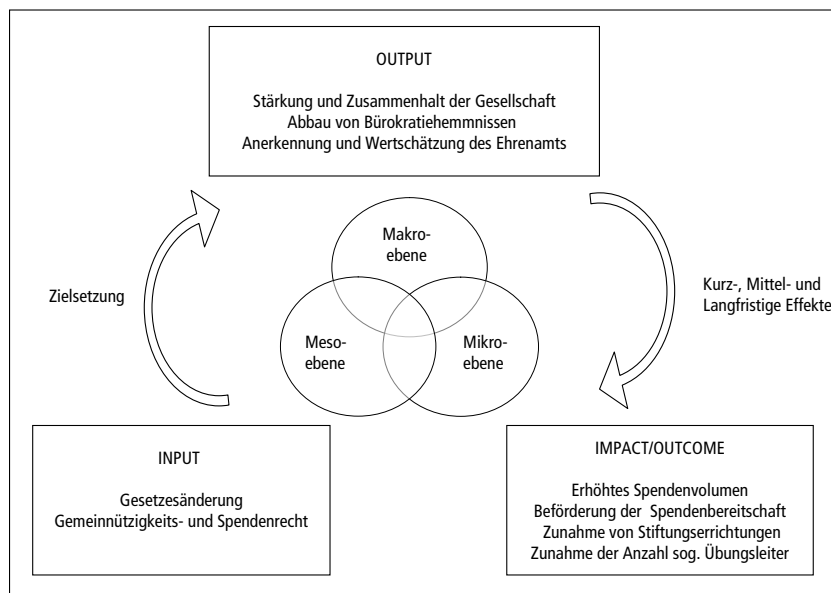 OUTPUT
Stärkung und Zusammenhalt der Gesellschaft
Abbau von Bürokratiehemmnissen
Anerkennung und Wertschätzung des Ehrenamts
Zielsetzung
Makro-
ebene
Meso-
ebene
Mikro-
ebene
Kurz-, Mittel- und
Langfristige Effekte
INPUT
Gesetzesänderung
Gemeinnützigkeits- und Spendenrecht
IMPACT/OUTCOME
Erhöhtes Spendenvolumen
Beförderung der Spendenbereitschaft
Zunahme von Stiftungserrichtungen
Zunahme der Anzahl sog. Übungsleiter